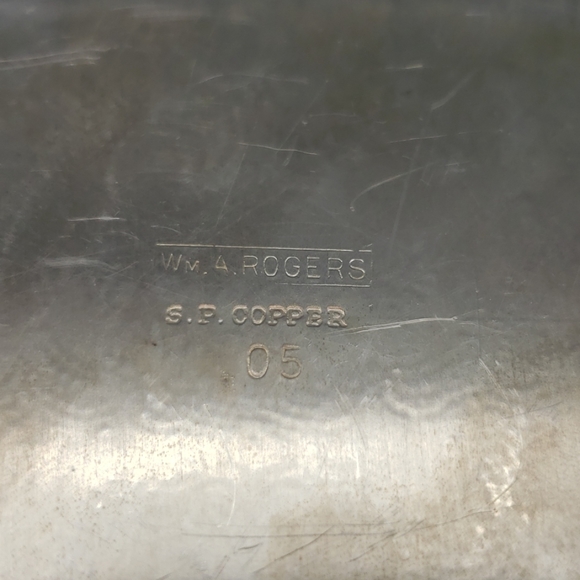 WM. A. ROGERS
S.P. COPPER
05